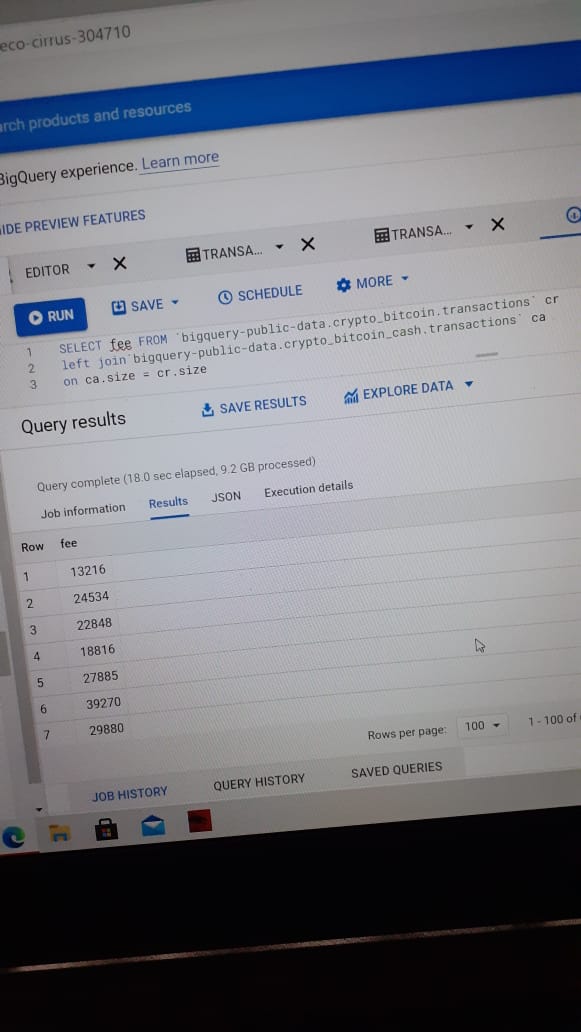 eco-cirrus-304710
arch products and resources
BigQuery experience. Learn more
HIDE PREVIEW FEATURES
EDITOR TRANSA... TRANSA...
RUN SAVE SCHEDULE MORE
1 SELECT fee FROM `bigquery-public-data.crypto_bitcoin.transactions` cr
2 left join`bigquery-public-data.crypto_bitcoin_cash.transactions` ca
3 on ca.size = cr.size
Query results SAVE RESULTS EXPLORE DATA
Query complete (18.0 sec elapsed, 9.2 GB processed)
Job information Results JSON Execution details
Row fee
1 13216
2 24534
3 22848
4 18816
5 27885
6 39270
7 29880
Rows per page: 100 1 - 100 of
JOB HISTORY QUERY HISTORY SAVED QUERIES